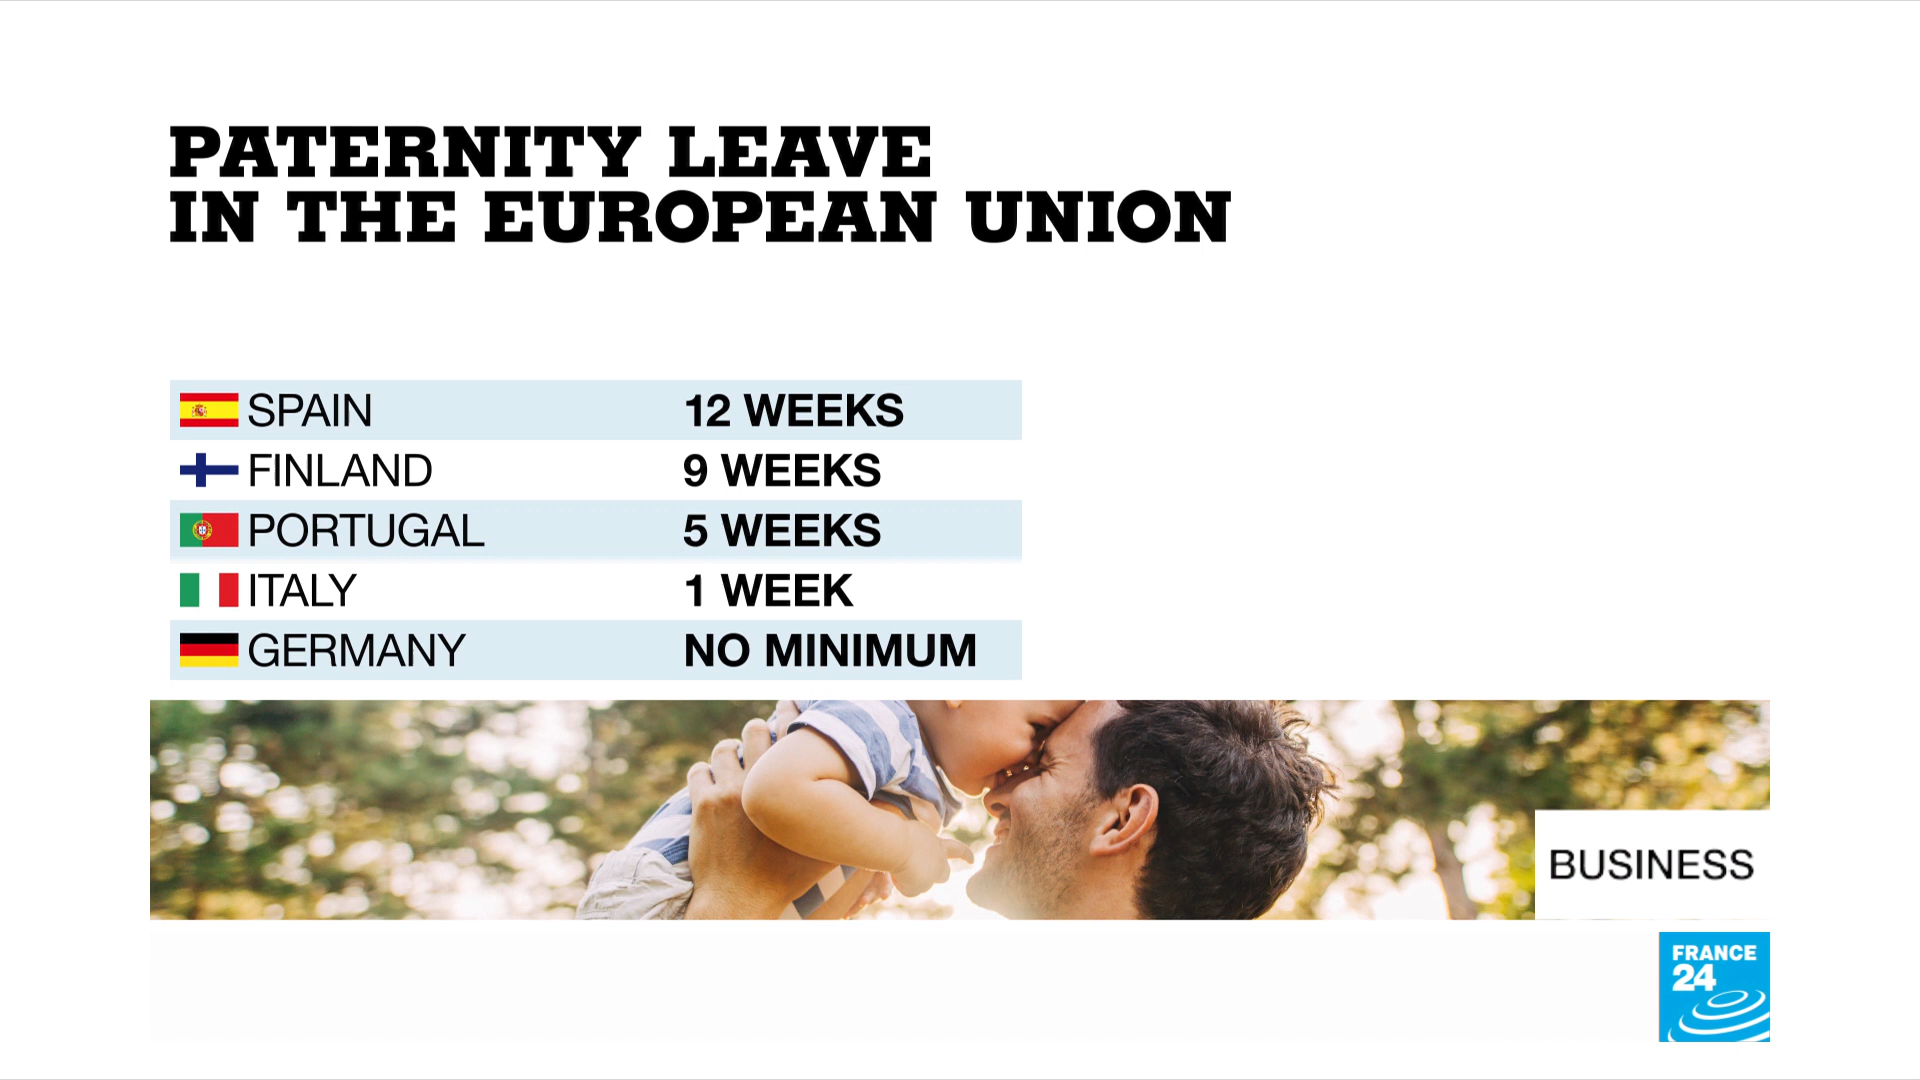 PATERNITY LEAVE
IN THE EUROPEAN UNION
SPAIN 12 WEEKS
FINLAND 9 WEEKS
PORTUGAL 5 WEEKS
ITALY 1 WEEK
GERMANY NO MINIMUM
BUSINESS
FRANCE
24